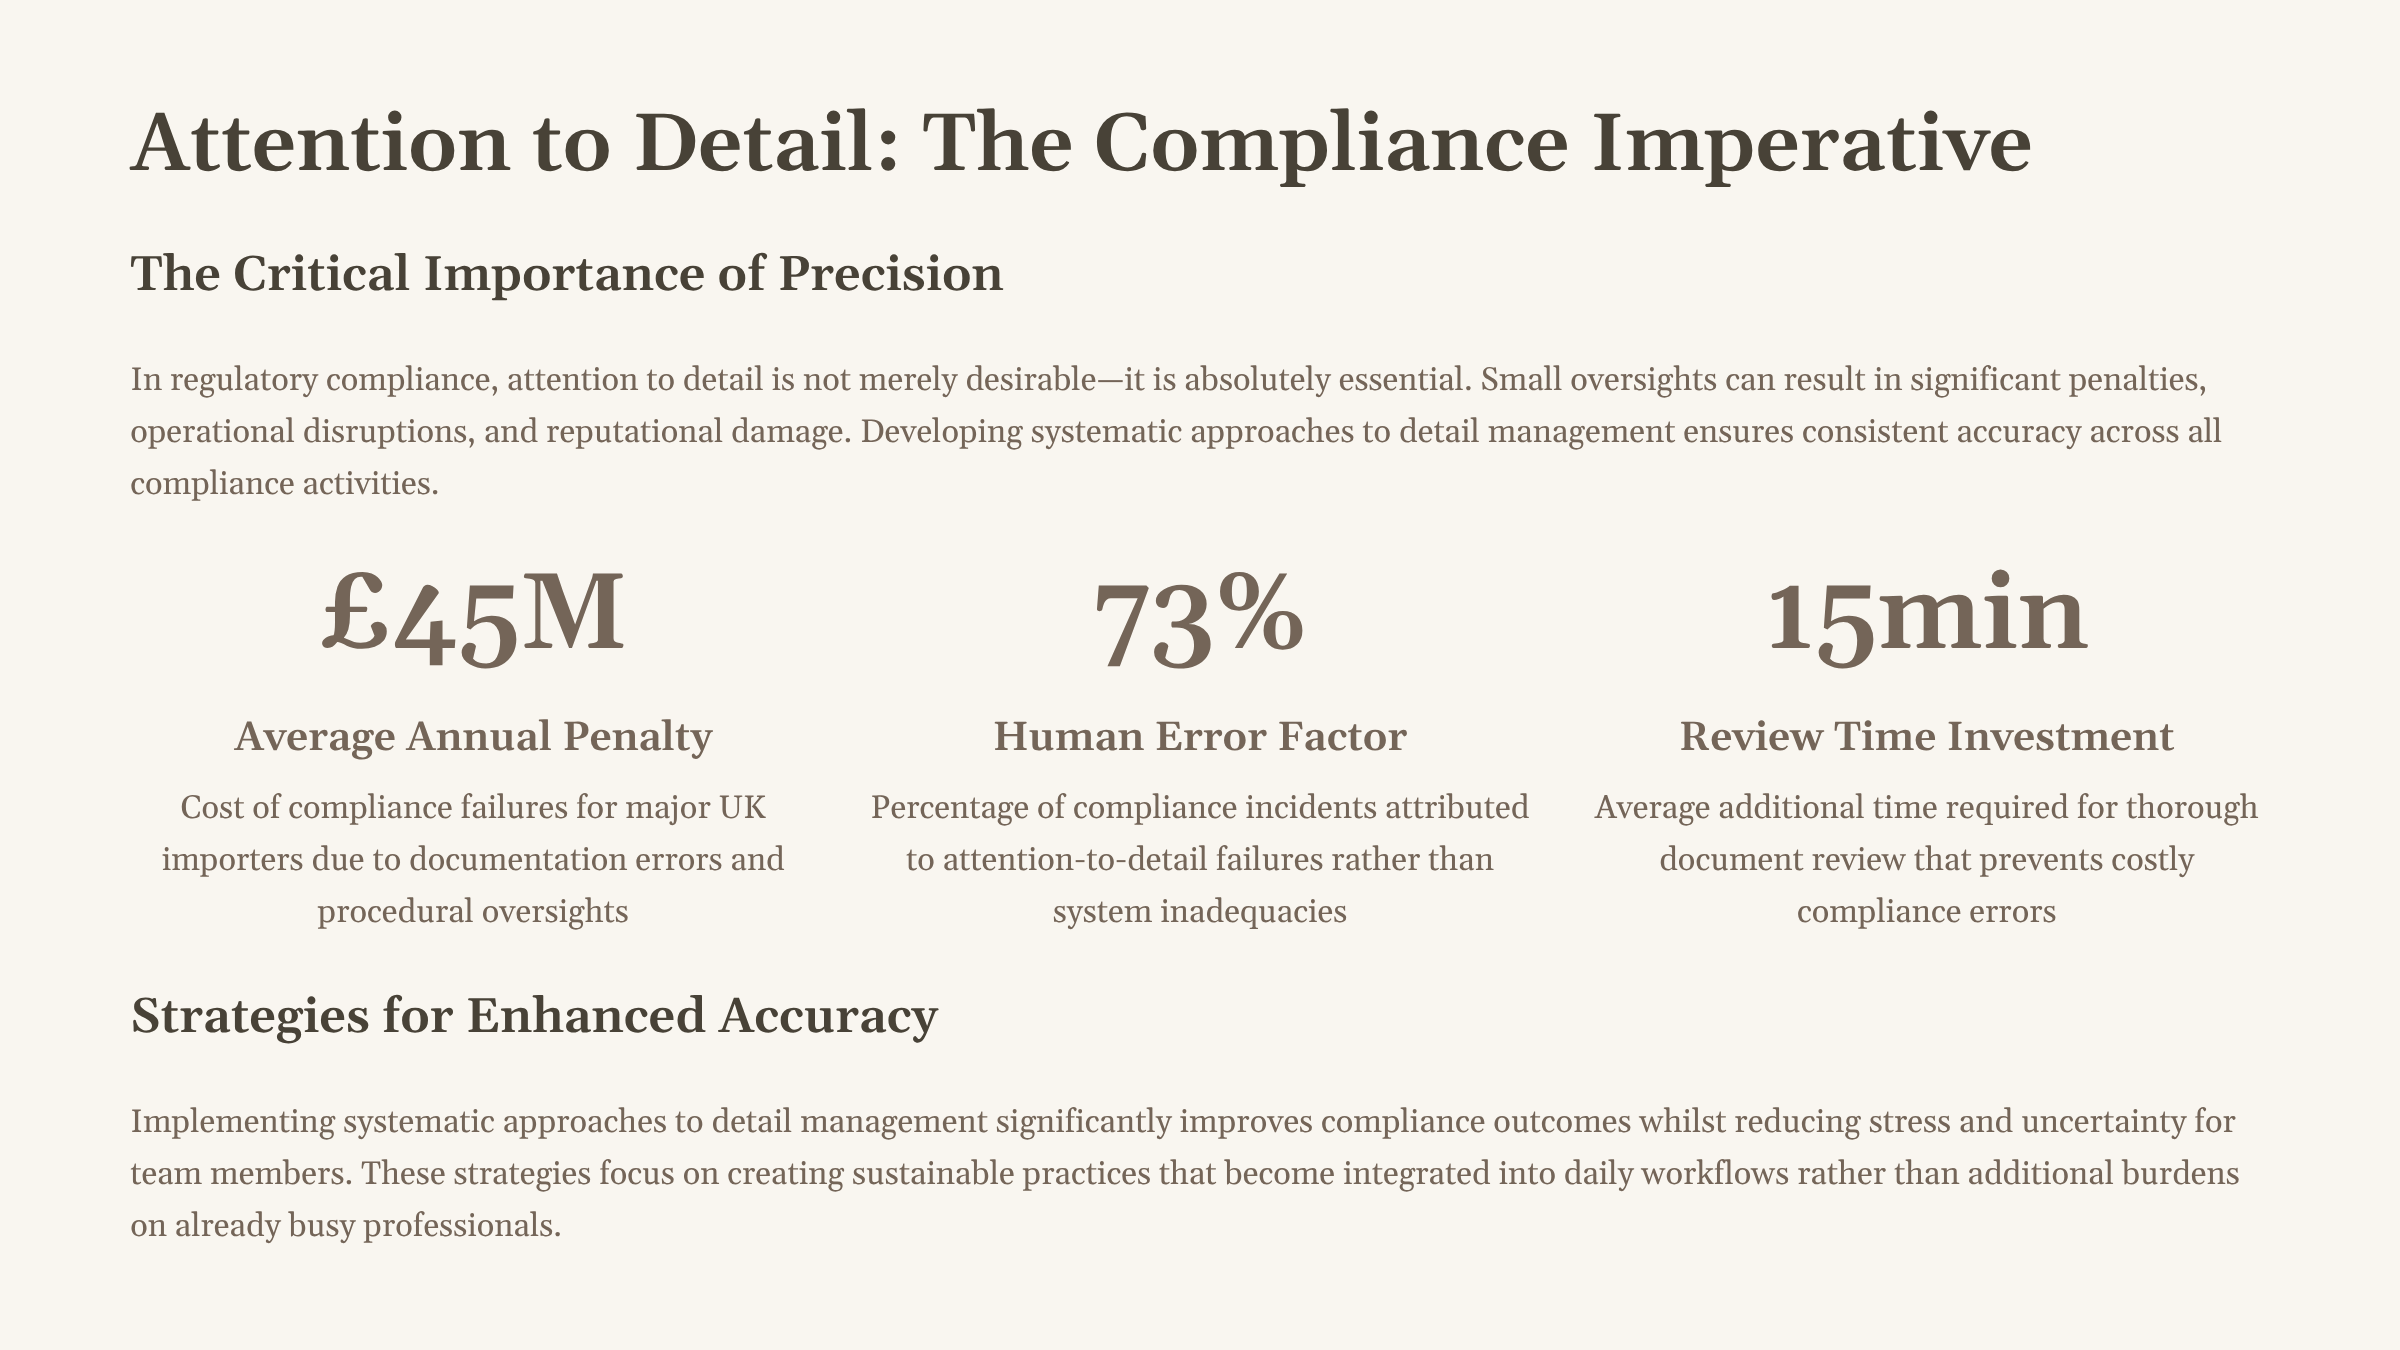 Attention to Detail: The Compliance Imperative
The Critical Importance of Precision
In regulatory compliance, attention to detail is not merely desirable—it is absolutely essential. Small oversights can result in significant penalties,
operational disruptions, and reputational damage. Developing systematic approaches to detail management ensures consistent accuracy across all
compliance activities.
£45M
Average Annual Penalty
Cost of compliance failures for major UK
importers due to documentation errors and
procedural oversights
73%
Human Error Factor
Percentage of compliance incidents attributed
to attention-to-detail failures rather than
system inadequacies
15min
Review Time Investment
Average additional time required for thorough
document review that prevents costly
compliance errors
Strategies for Enhanced Accuracy
Implementing systematic approaches to detail management significantly improves compliance outcomes whilst reducing stress and uncertainty for
team members. These strategies focus on creating sustainable practices that become integrated into daily workflows rather than additional burdens
on already busy professionals.